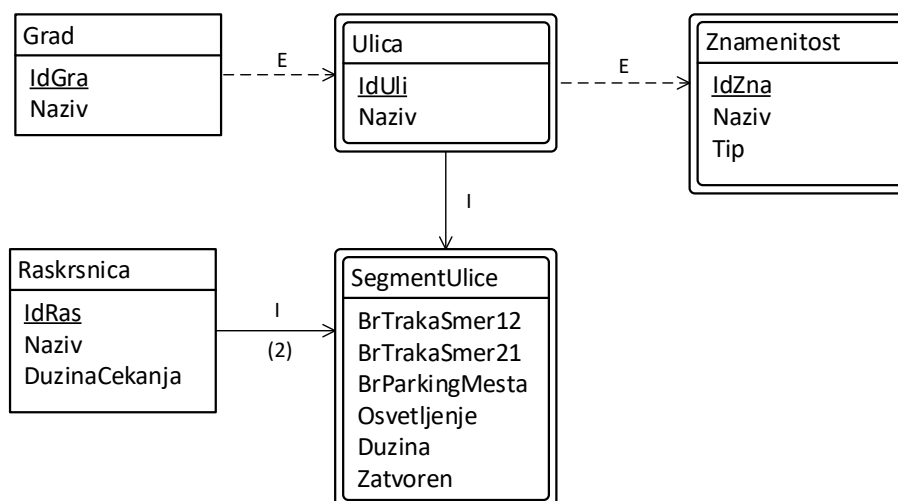 Grad
IdGra
Naziv
E
Ulica
IdUli
Naziv
E
Znamenitost
IdZna
Naziv
Tip
I
Raskrsnica
IdRas
Naziv
DuzinaCekanja
I
(2)
SegmentUlice
BrTrakaSmer12
BrTrakaSmer21
BrParkingMesta
Osvetljenje
Duzina
Zatvoren